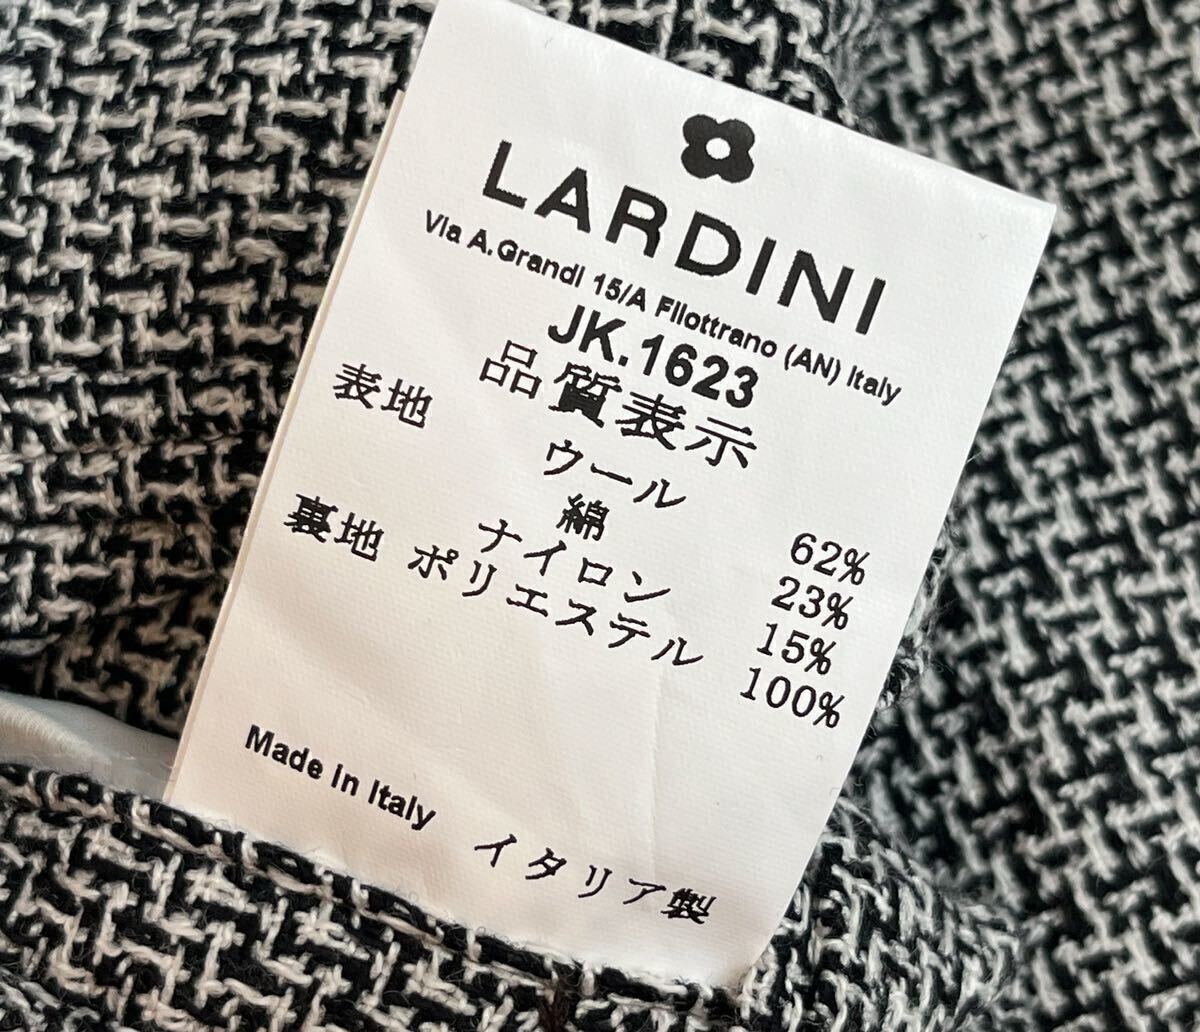 LARDINI
Via A.Grandi 15/A Filottrano (AN) Italy
JK.1623
品質表示
表地 ウール 62%
綿 23%
ナイロン 15%
裏地 ポリエステル 100%
Made in Italy イタリア製